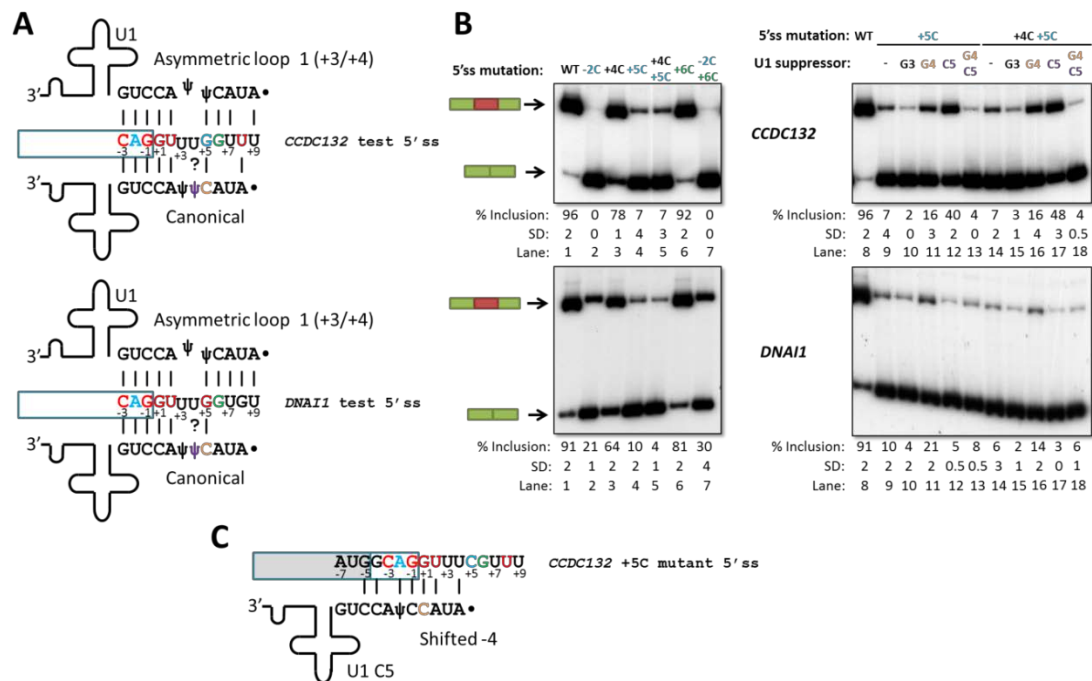 A
U1
Asymmetric loop 1 (+3/+4)
3′
GUCCA ψ ψCAUA•
CAGGUUUGGUUU
-3 -1 +1 +3 +5 +7 +9
CCDC132 test 5′ss
?
3′
GUCCAψψCAUA•
Canonical
U1
Asymmetric loop 1 (+3/+4)
3′
GUCCA ψ ψCAUA•
CAGGUUUGGUGU
-3 -1 +1 +3 +5 +7 +9
DNAI1 test 5′ss
?
3′
GUCCAψψCAUA•
Canonical
B
5′ss mutation: WT -2C +4C +5C +4C +5C +6C -2C +6C
% Inclusion: 96 0 78 7 7 92 0
SD: 2 0 1 4 3 2 0
Lane: 1 2 3 4 5 6 7
% Inclusion: 91 21 64 10 4 81 30
SD: 2 1 2 2 1 2 4
Lane: 1 2 3 4 5 6 7
5′ss mutation: WT +5C +4C +5C
U1 suppressor: - G3 G4 C5 G4 C5 - G3 G4 C5 G4 C5
CCDC132
% Inclusion: 96 7 2 16 40 4 7 3 16 48 4
SD: 2 4 0 3 2 0 2 1 4 3 0.5
Lane: 8 9 10 11 12 13 14 15 16 17 18
DNAI1
% Inclusion: 91 10 4 21 5 8 6 2 14 3 6
SD: 2 2 2 2 0.5 0.5 3 1 2 0 1
Lane: 8 9 10 11 12 13 14 15 16 17 18
C
AUGGCAGGUUUCGUUU
-7 -5 -3 -1 +1 +3 +5 +7 +9
CCDC132 +5C mutant 5′ss
3′
GUCCAψCCAUA•
Shifted -4
U1 C5